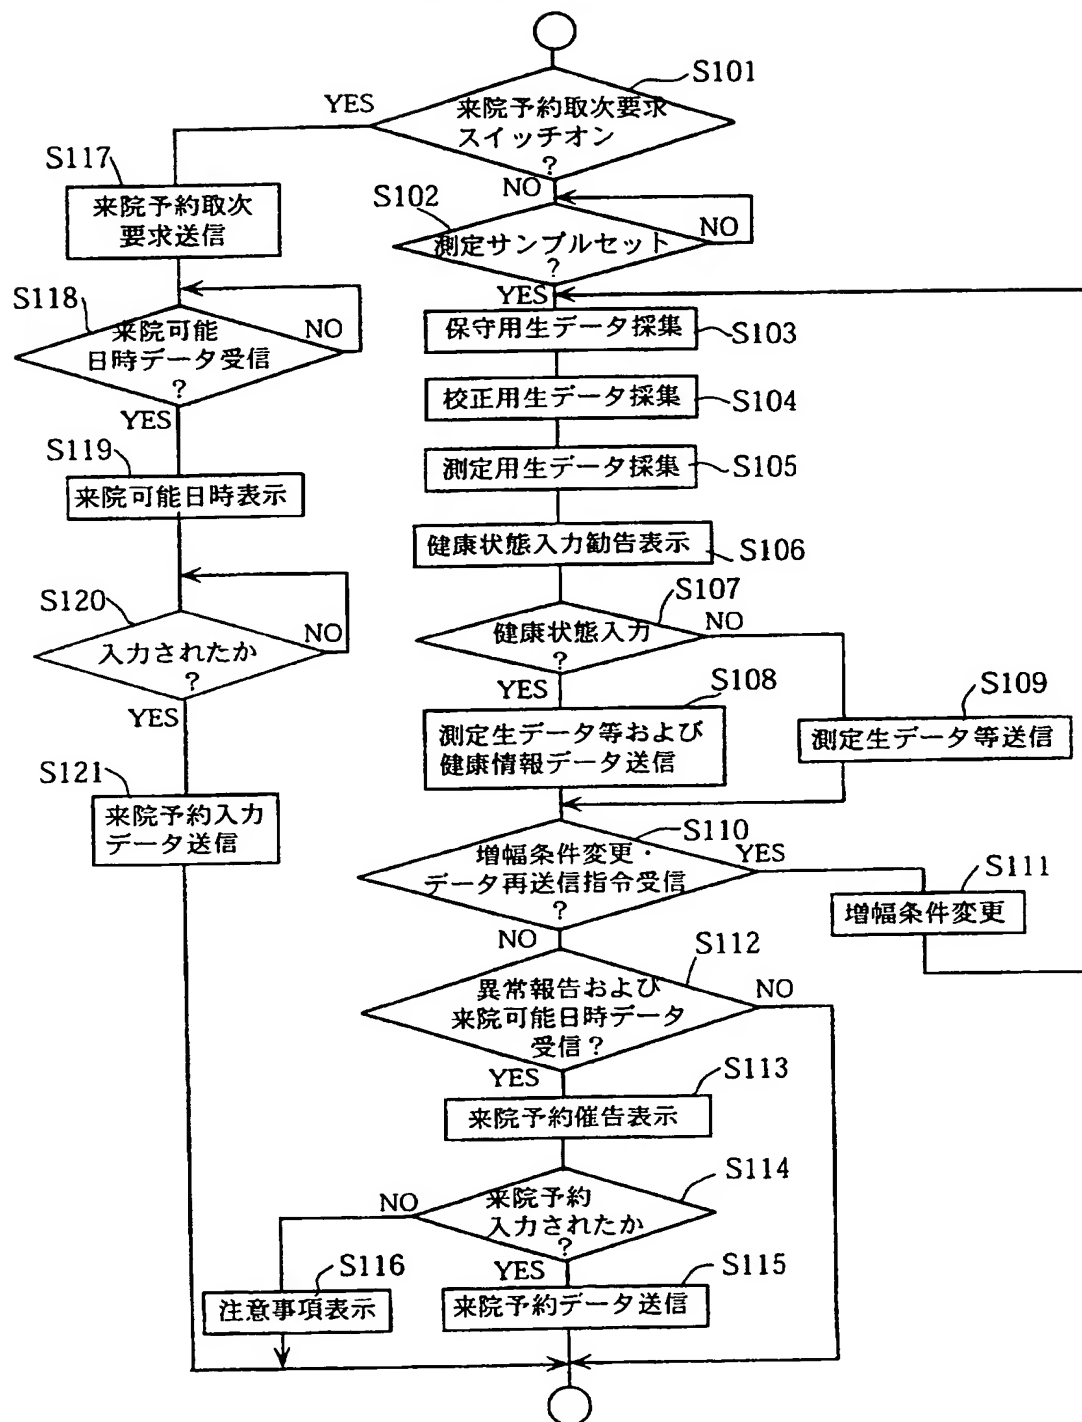 S101
YES
来院予約取次要求
スイッチオン
?
NO
S117
来院予約取次
要求送信
S102
測定サンプルセット
?
NO
YES
S118
来院可能
日時データ受信
?
NO
YES
保守用生データ採集
S103
校正用生データ採集
S104
S119
来院可能日時表示
測定用生データ採集
S105
健康状態入力勧告表示
S106
S120
入力されたか
?
NO
YES
S107
健康状態入力
?
NO
YES
S108
測定生データ等および
健康情報データ送信
S109
測定生データ等送信
S121
来院予約入力
データ送信
S110
増幅条件変更・
データ再送信指令受信
?
YES
NO
S111
増幅条件変更
S112
異常報告および
来院可能日時データ
受信?
NO
YES
S113
来院予約催告表示
S114
来院予約
入力されたか
?
NO
YES
S116
注意事項表示
S115
来院予約データ送信